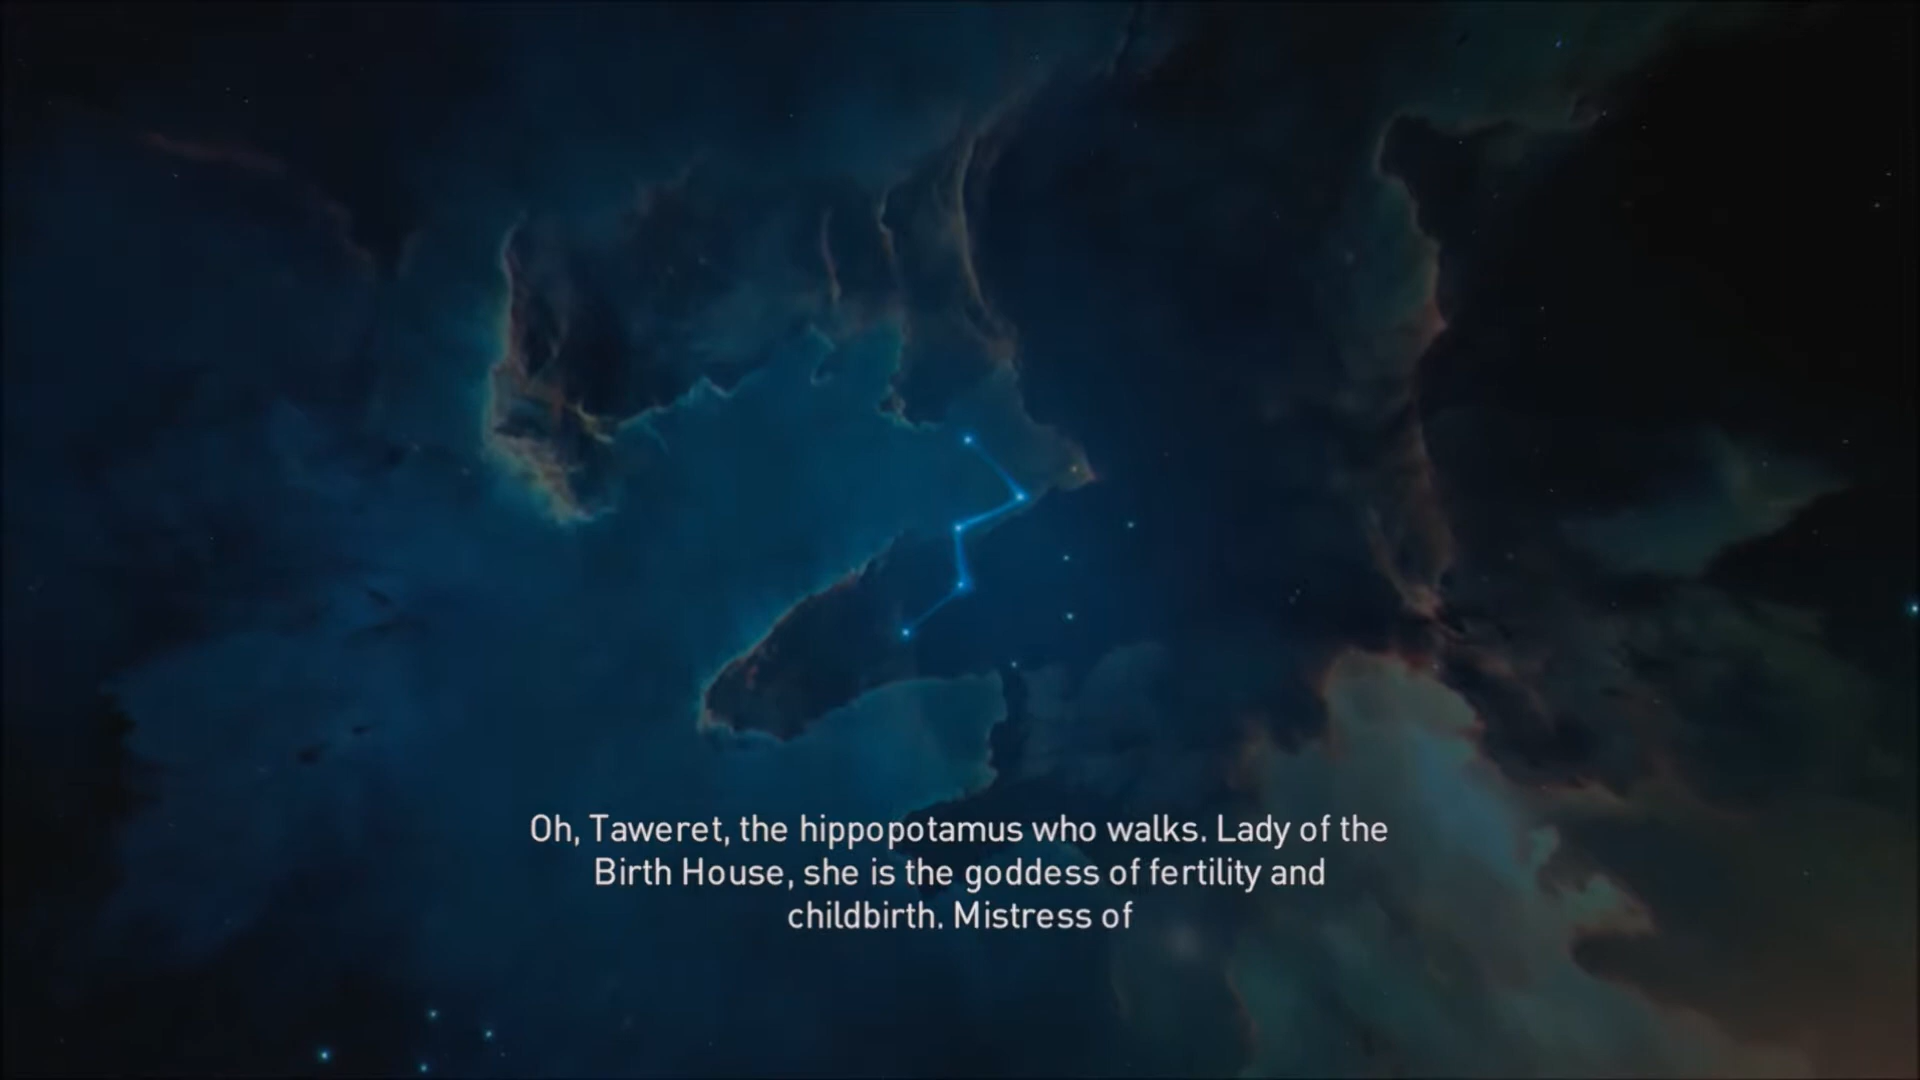 Oh, Taweret, the hippopotamus who walks. Lady of the
Birth House, she is the goddess of fertility and
childbirth. Mistress of